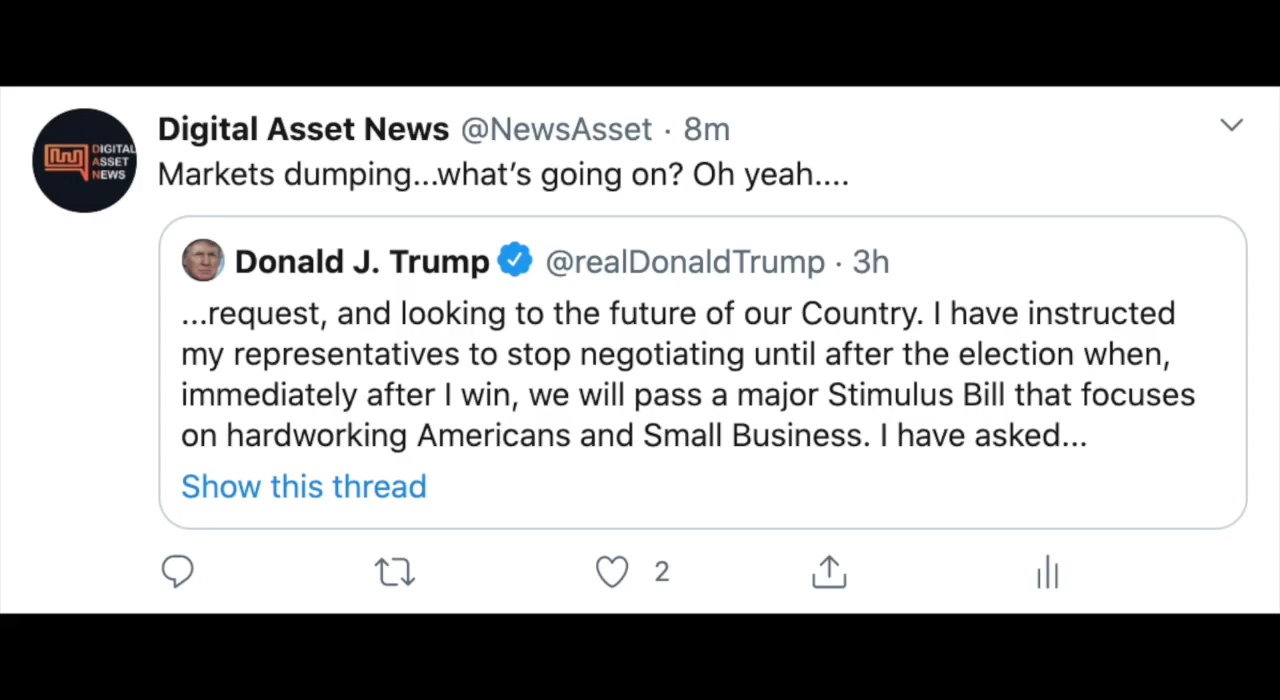 Digital Asset News @NewsAsset · 8m
DIGITAL
ASSET
NEWS
Markets dumping...what’s going on? Oh yeah....
Donald J. Trump @realDonaldTrump · 3h
...request, and looking to the future of our Country. I have instructed
my representatives to stop negotiating until after the election when,
immediately after I win, we will pass a major Stimulus Bill that focuses
on hardworking Americans and Small Business. I have asked...
Show this thread
2